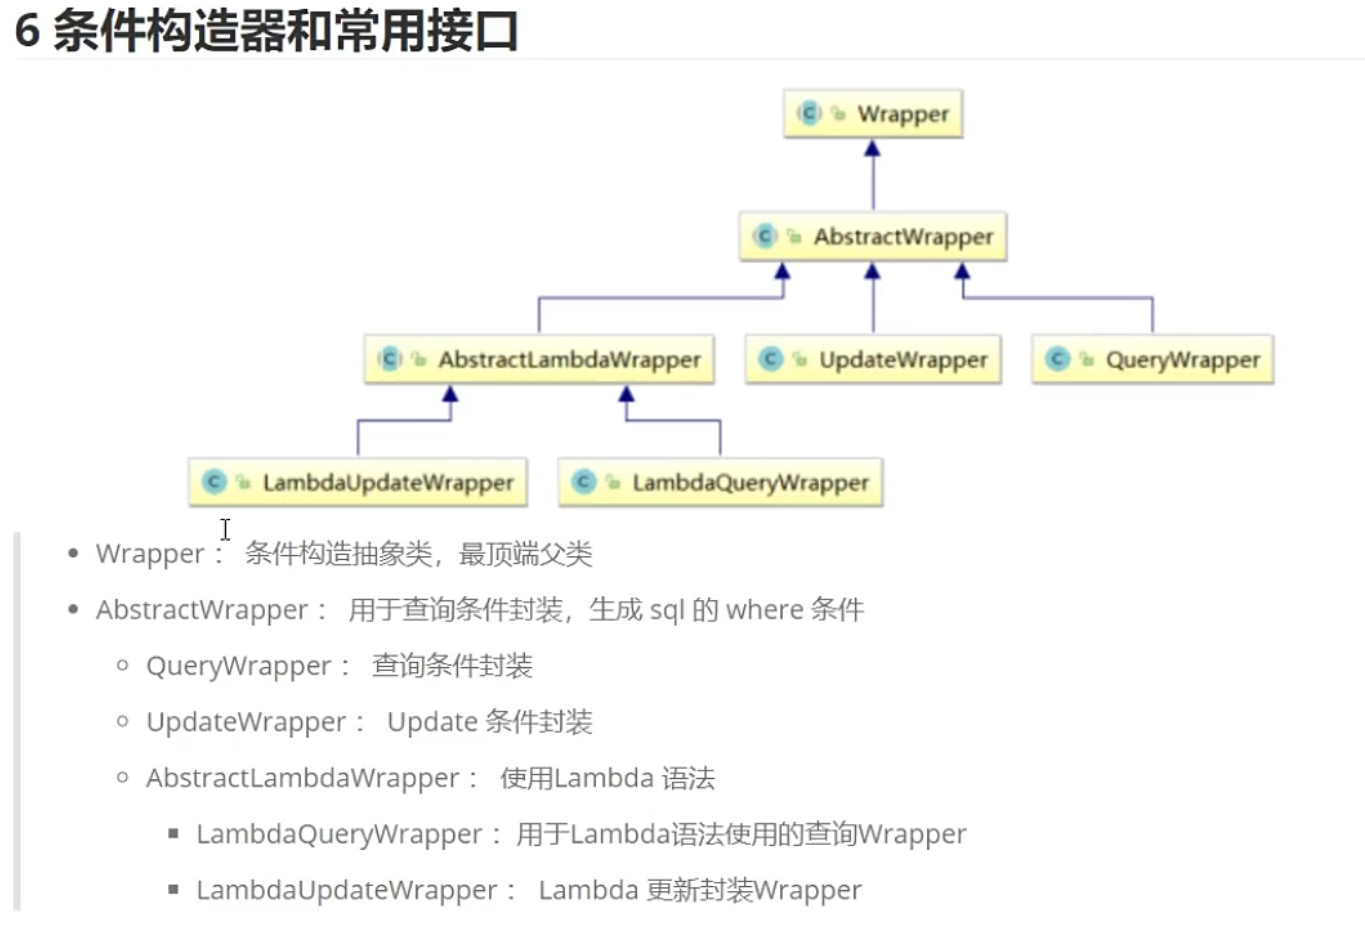 6 条件构造器和常用接口
Wrapper
AbstractWrapper
AbstractLambdaWrapper
UpdateWrapper
QueryWrapper
LambdaUpdateWrapper
LambdaQueryWrapper
Wrapper： 条件构造抽象类，最顶端父类
AbstractWrapper： 用于查询条件封装，生成 sql 的 where 条件
QueryWrapper： 查询条件封装
UpdateWrapper： Update 条件封装
AbstractLambdaWrapper： 使用Lambda 语法
LambdaQueryWrapper：用于Lambda语法使用的查询Wrapper
LambdaUpdateWrapper： Lambda 更新封装Wrapper